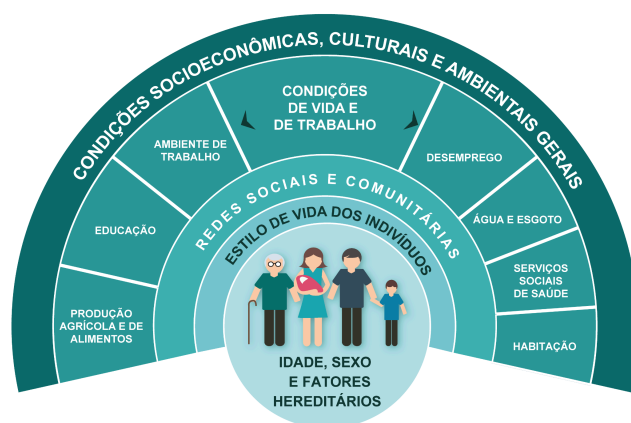 CONDIÇÕES SOCIOECONÔMICAS, CULTURAIS E AMBIENTAIS GERAIS
CONDIÇÕES
DE VIDA E
DE TRABALHO
AMBIENTE DE
TRABALHO
DESEMPREGO
EDUCAÇÃO
ÁGUA E ESGOTO
PRODUÇÃO
AGRÍCOLA E DE
ALIMENTOS
SERVIÇOS
SOCIAIS
DE SAÚDE
HABITAÇÃO
REDES SOCIAIS E COMUNITÁRIAS
ESTILO DE VIDA DOS INDIVÍDUOS
IDADE, SEXO
E FATORES
HEREDITÁRIOS